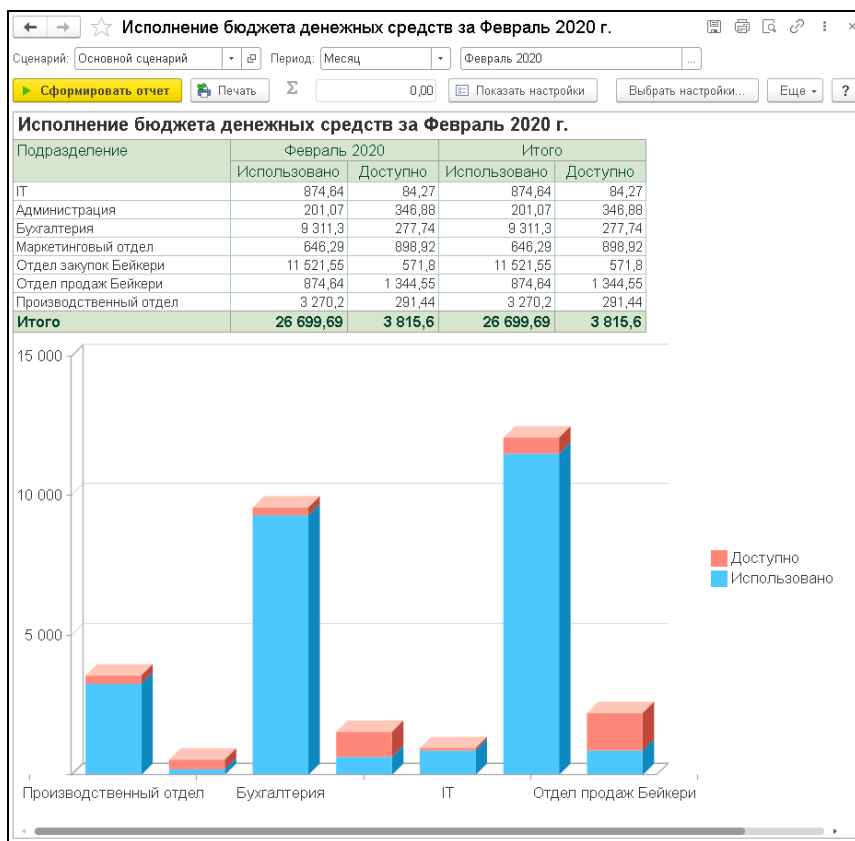 Исполнение бюджета денежных средств за Февраль 2020 г.
Сценарий: Основной сценарий Период: Месяц Февраль 2020 ...
Сформировать отчет Печать Σ 0,00 Показать настройки Выбрать настройки... Еще ?
Исполнение бюджета денежных средств за Февраль 2020 г.
Подразделение Февраль 2020 Итого
Использовано Доступно Использовано Доступно
IT 874,64 84,27 874,64 84,27
Администрация 201,07 346,88 201,07 346,88
Бухгалтерия 9 311,3 277,74 9 311,3 277,74
Маркетинговый отдел 646,29 898,92 646,29 898,92
Отдел закупок Бейкери 11 521,55 571,8 11 521,55 571,8
Отдел продаж Бейкери 874,64 1 344,55 874,64 1 344,55
Производственный отдел 3 270,2 291,44 3 270,2 291,44
Итого 26 699,69 3 815,6 26 699,69 3 815,6
15 000
10 000
Доступно
Использовано
5 000
Производственный отдел Бухгалтерия IT Отдел продаж Бейкери